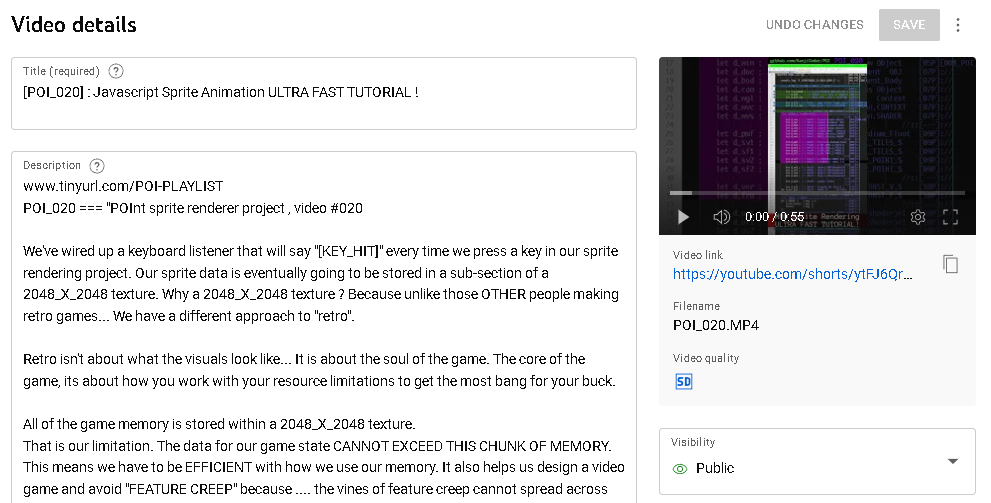 Video details
UNDO CHANGES
SAVE
Title (required)
[POI_020] : Javascript Sprite Animation ULTRA FAST TUTORIAL !
Description
www.tinyurl.com/POI-PLAYLIST
POI_020 === "POInt sprite renderer project , video #020
We've wired up a keyboard listener that will say "[KEY_HIT]" every time we press a key in our sprite
rendering project. Our sprite data is eventually going to be stored in a sub-section of a
2048_X_2048 texture. Why a 2048_X_2048 texture ? Because unlike those OTHER people making
retro games... We have a different approach to "retro".
Retro isn't about what the visuals look like... It is about the soul of the game. The core of the
game, its about how you work with your resource limitations to get the most bang for your buck.
All of the game memory is stored within a 2048_X_2048 texture.
That is our limitation. The data for our game state CANNOT EXCEED THIS CHUNK OF MEMORY.
This means we have to be EFFICIENT with how we use our memory. It also helps us design a video
game and avoid "FEATURE CREEP" because .... the vines of feature creep cannot spread across
0:00 / 0:55
Sprite Rendering
ULTRA FAST TUTORIAL!
Video link
https://youtube.com/shorts/ytFJ6Qr...
Filename
POI_020.MP4
Video quality
SD
Visibility
Public